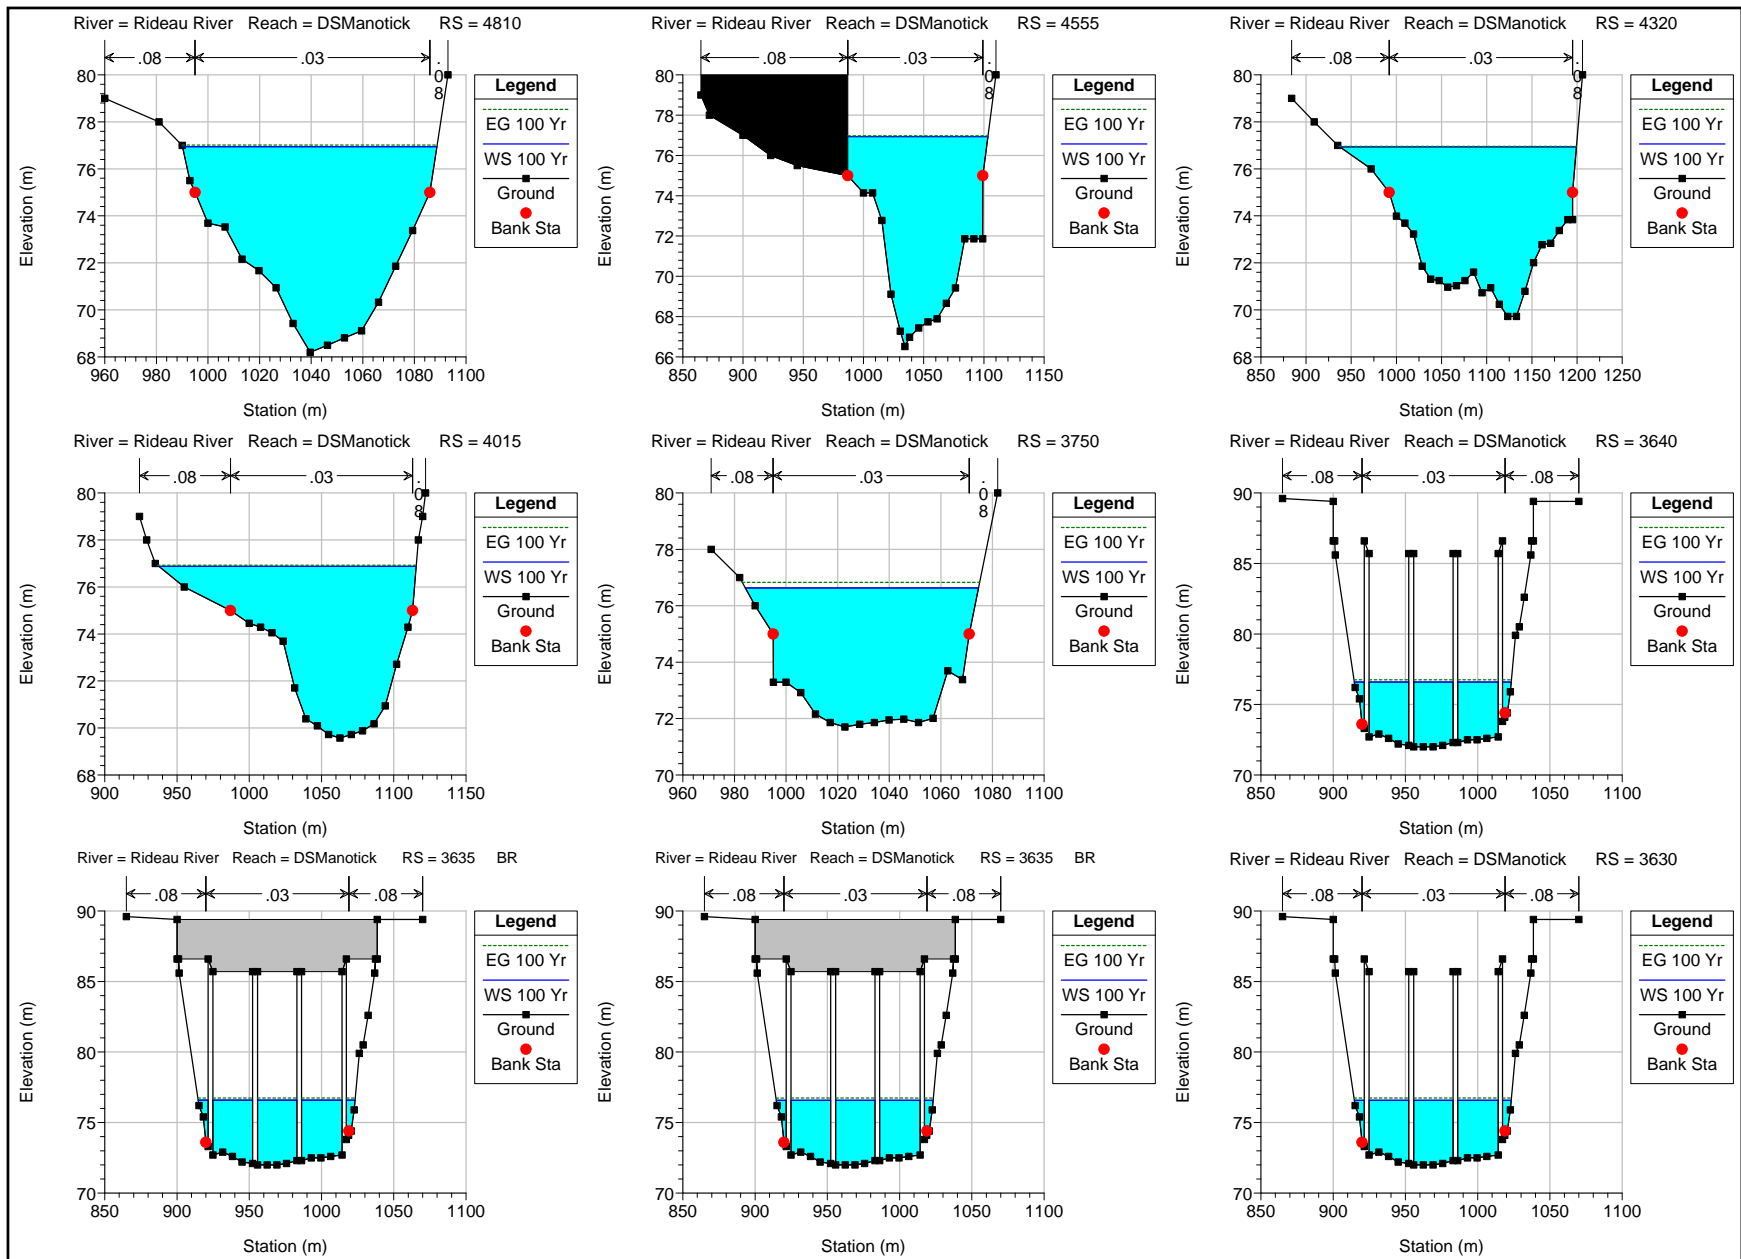 River = Rideau River Reach = DSManotick RS = 4810
.08 .03 .08
80
78
76
74
72
70
68
960 980 1000 1020 1040 1060 1080 1100
Elevation (m)
Station (m)
Legend
EG 100 Yr
WS 100 Yr
Ground
Bank Sta
River = Rideau River Reach = DSManotick RS = 4555
.08 .03 .08
80
78
76
74
72
70
68
66
850 900 950 1000 1050 1100 1150
Elevation (m)
Station (m)
Legend
EG 100 Yr
WS 100 Yr
Ground
Bank Sta
River = Rideau River Reach = DSManotick RS = 4320
.08 .03 .08
80
78
76
74
72
70
68
850 900 950 1000 1050 1100 1150 1200 1250
Elevation (m)
Station (m)
Legend
EG 100 Yr
WS 100 Yr
Ground
Bank Sta
River = Rideau River Reach = DSManotick RS = 4015
.08 .03 .08
80
78
76
74
72
70
68
900 950 1000 1050 1100 1150
Elevation (m)
Station (m)
Legend
EG 100 Yr
WS 100 Yr
Ground
Bank Sta
River = Rideau River Reach = DSManotick RS = 3750
.08 .03 .08
80
78
76
74
72
70
960 980 1000 1020 1040 1060 1080 1100
Elevation (m)
Station (m)
Legend
EG 100 Yr
WS 100 Yr
Ground
Bank Sta
River = Rideau River Reach = DSManotick RS = 3640
.08 .03 .08
90
85
80
75
70
850 900 950 1000 1050 1100
Elevation (m)
Station (m)
Legend
EG 100 Yr
WS 100 Yr
Ground
Bank Sta
River = Rideau River Reach = DSManotick RS = 3635 BR
.08 .03 .08
90
85
80
75
70
850 900 950 1000 1050 1100
Elevation (m)
Station (m)
Legend
EG 100 Yr
WS 100 Yr
Ground
Bank Sta
River = Rideau River Reach = DSManotick RS = 3635 BR
.08 .03 .08
90
85
80
75
70
850 900 950 1000 1050 1100
Elevation (m)
Station (m)
Legend
EG 100 Yr
WS 100 Yr
Ground
Bank Sta
River = Rideau River Reach = DSManotick RS = 3630
.08 .03 .08
90
85
80
75
70
850 900 950 1000 1050 1100
Elevation (m)
Station (m)
Legend
EG 100 Yr
WS 100 Yr
Ground
Bank Sta